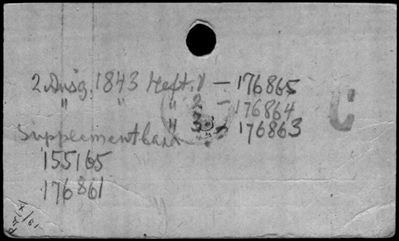 2. Ausg. 1843 Heft. 1 - 176865
" " " 2 - 176864
" 3 - 176863
Supplementband
155165
176861
C